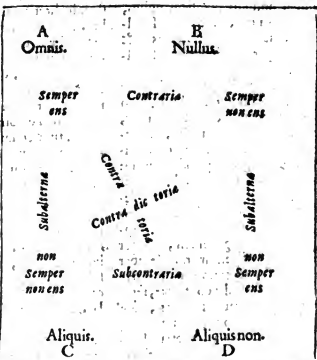 A B
Omnis. Nullus.
Semper Contraria Semper
ens non ens
Contra
Subalterna Contra dic toria Subalterna
toria
non non
Semper Subcontraria Semper
non ens ens
Aliquis. Aliquis non.
C D